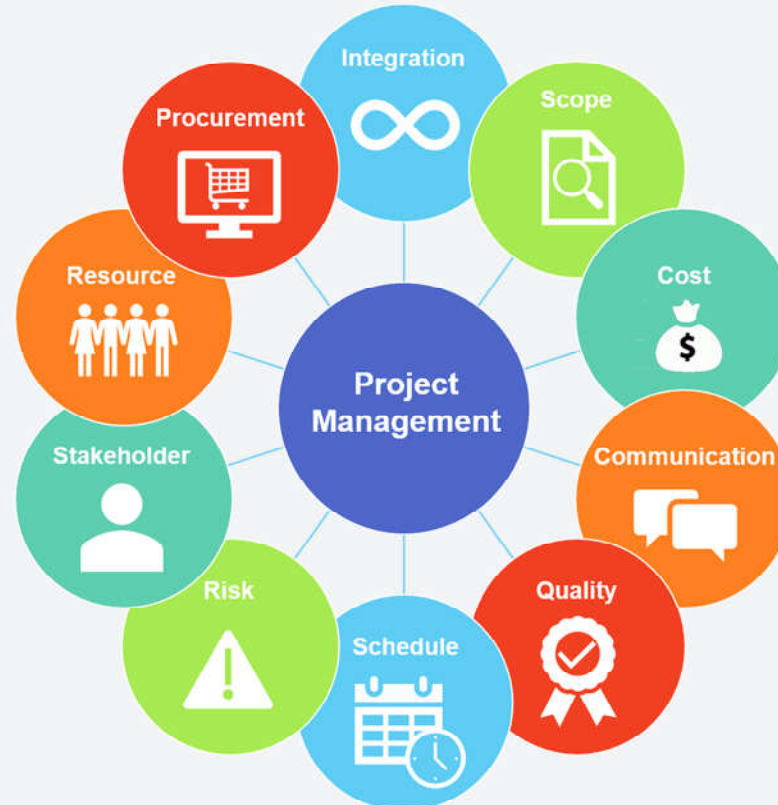 Integration
Scope
Cost
$
Communication
Quality
Schedule
Risk
Stakeholder
Resource
Procurement
Project
Management